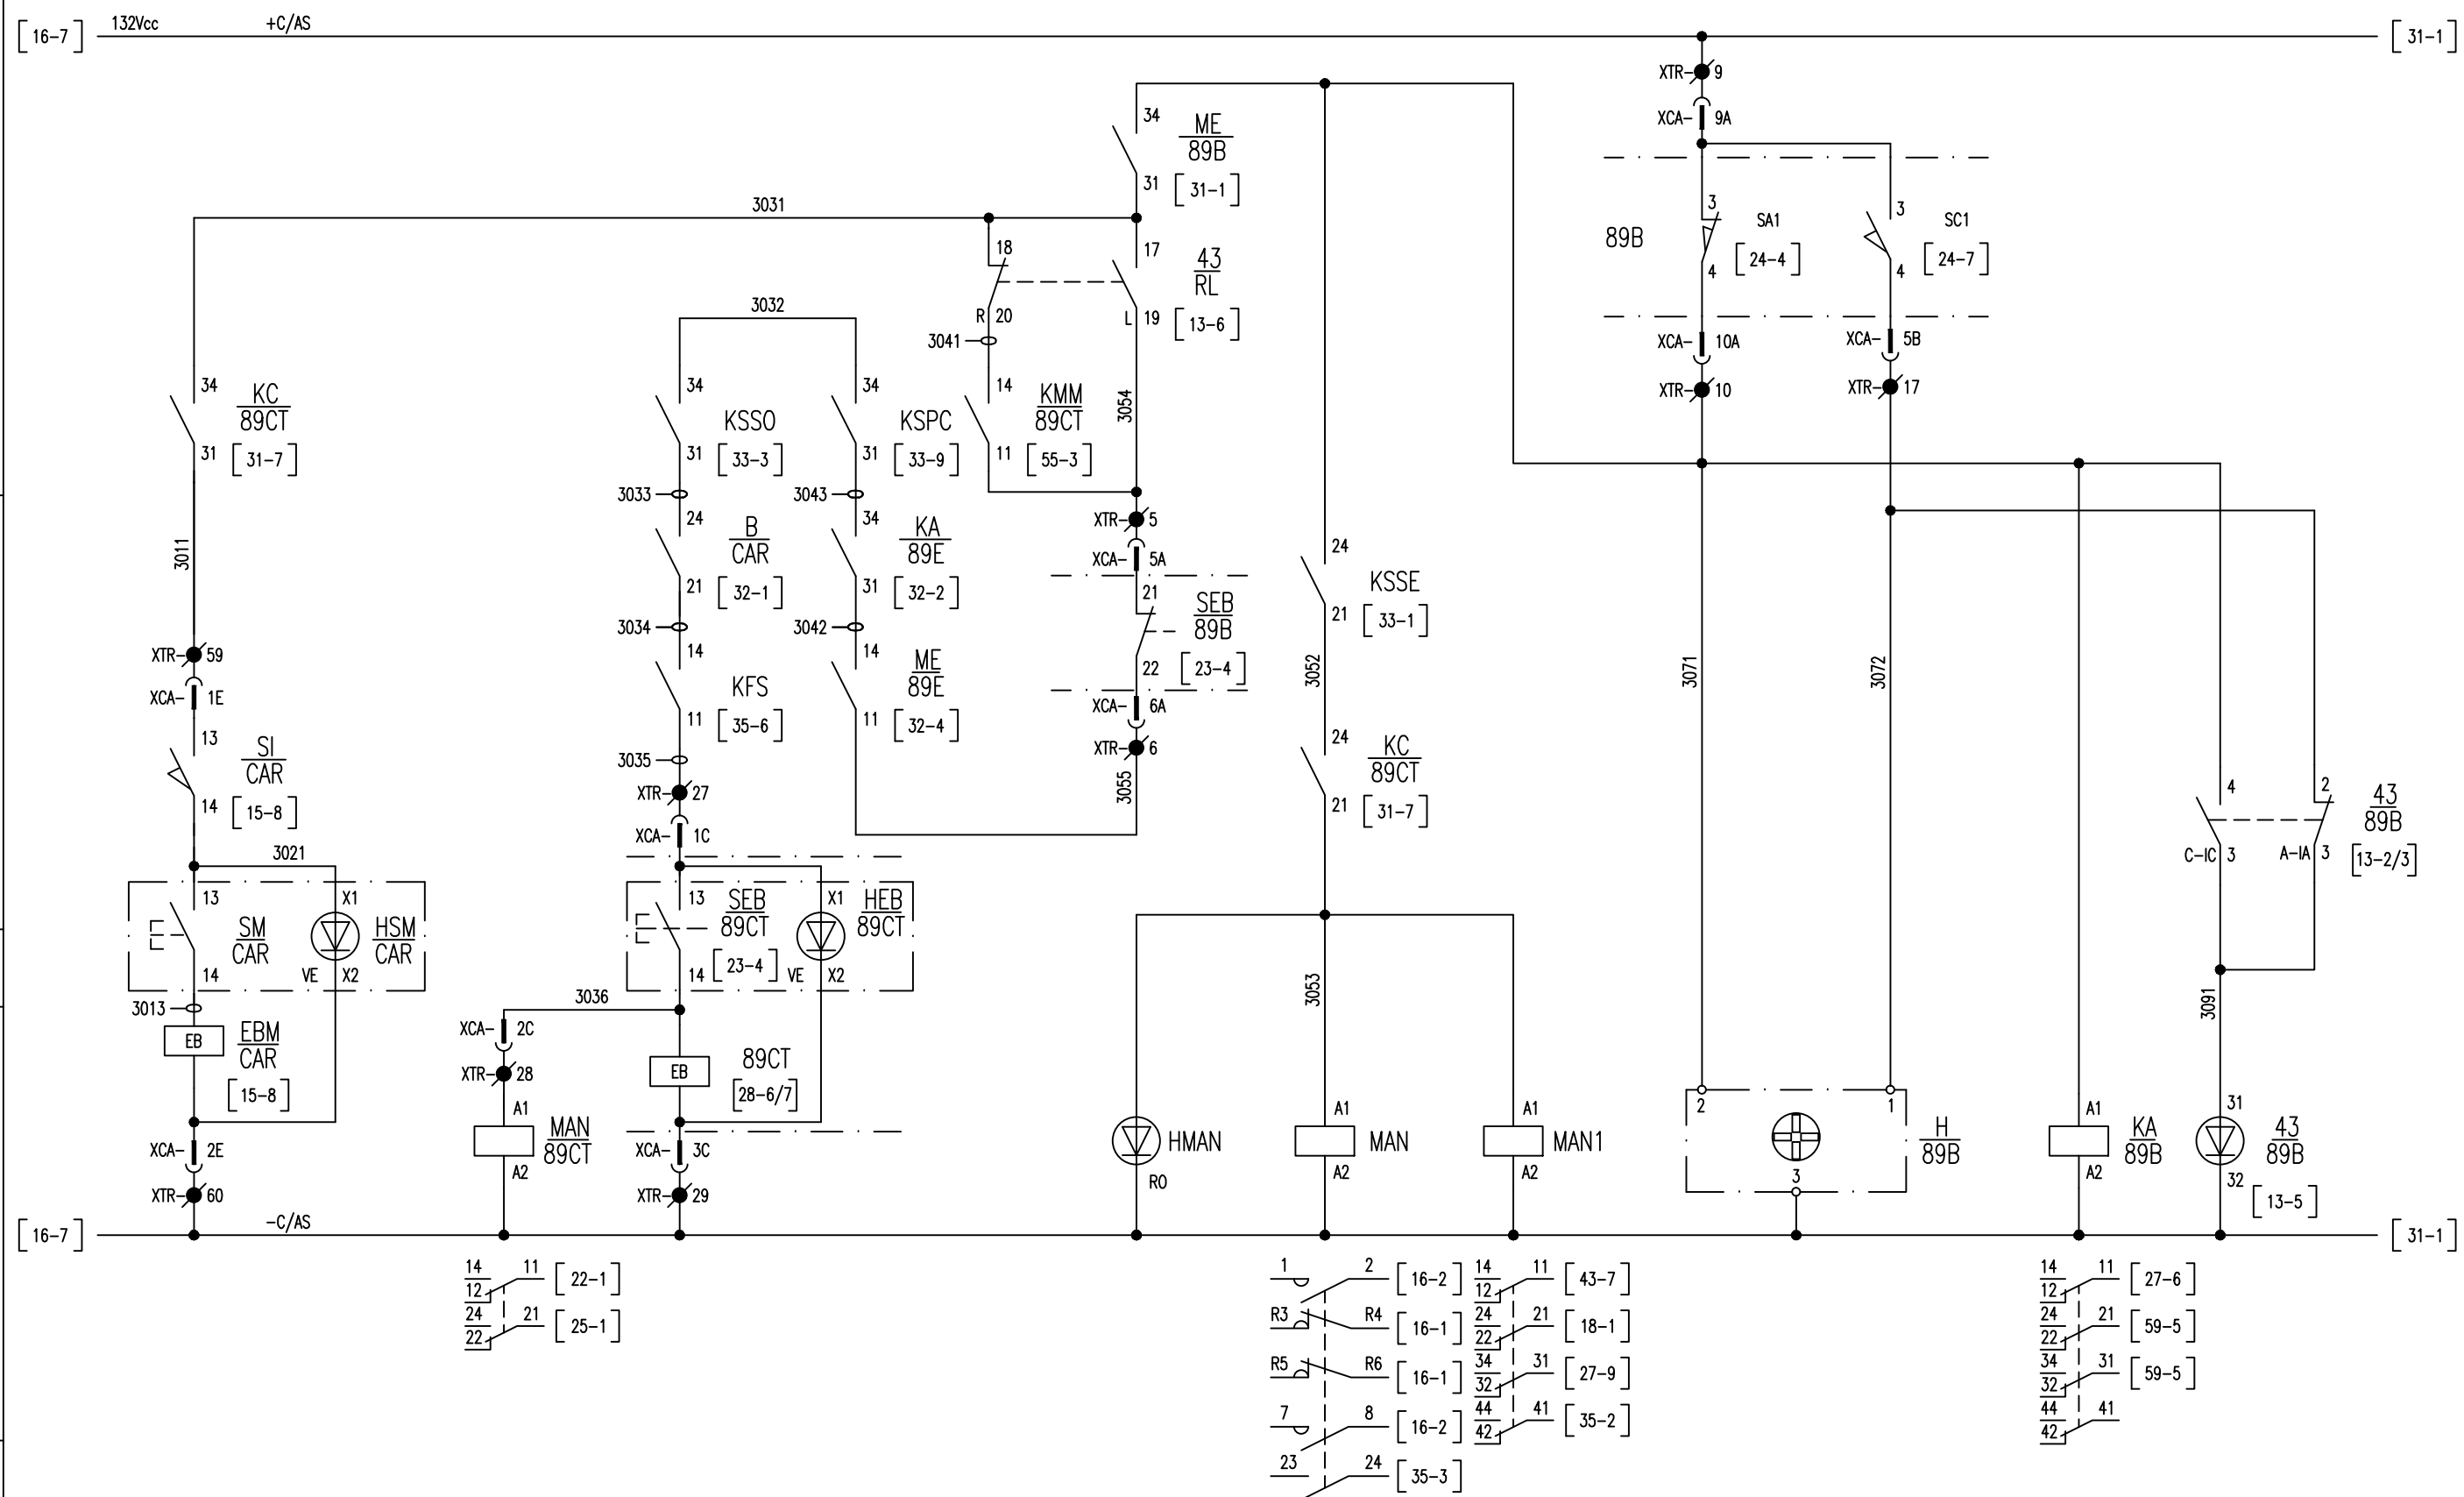 [16-7] 132Vcc +C/AS [31-1]
XTR- 9
XCA- 9A
34 ME
89B
31 [31-1]
3031
3 SA1 3 SC1
89B [24-4] [24-7]
4 4
18 17 43
RL
R 20 L 19 [13-6]
3041
3032
XCA- 10A XCA- 5B
XTR- 10 XTR- 17
34 KC
89CT
31 [31-7]
34 KSSO
31 [33-3]
34 KSPC
31 [33-9]
14 KMM
89CT
11 [55-3]
3054
3033 3043
24 B
CAR
21 [32-1]
34 KA
89E
31 [32-2]
XTR- 5
XCA- 5A
21 SEB
89B
22 [23-4]
24 KSSE
21 [33-1]
3011
3034 3042
14 KFS
11 [35-6]
14 ME
89E
11 [32-4]
XTR- 59
XCA- 1E
XCA- 6A
XTR- 6
3052 3071 3072
13 SI
CAR
14 [15-8]
3035
XTR- 27
XCA- 1C
3055
24 KC
89CT
21 [31-7]
4 2 43
89B
C-IC 3 A-IA 3 [13-2/3]
3021
13 X1
SM
CAR
HSM
CAR
14 VE X2
13 SEB
89CT
14 [23-4]
X1 HEB
89CT
VE X2
3013
EB EBM
CAR
[15-8]
3036
XCA- 2C
XTR- 28
EB 89CT
[28-6/7]
3053 3091
A1 MAN
89CT
A2
XCA- 2E
XTR- 60
XCA- 3C
XTR- 29
HMAN
RO
A1 MAN
A2
A1 MAN1
A2
2 1
H
89B
3
A1 KA
89B
A2
31 43
89B
32 [13-5]
[16-7] -C/AS [31-1]
14 11 [22-1]
12
24 21 [25-1]
22
1 2 [16-2]
R3 R4 [16-1]
R5 R6 [16-1]
7 8 [16-2]
23 24 [35-3]
14 11 [43-7]
12
24 21 [18-1]
22
34 31 [27-9]
32
44 41 [35-2]
42
14 11 [27-6]
12
24 21 [59-5]
22
34 31 [59-5]
32
44 41
42